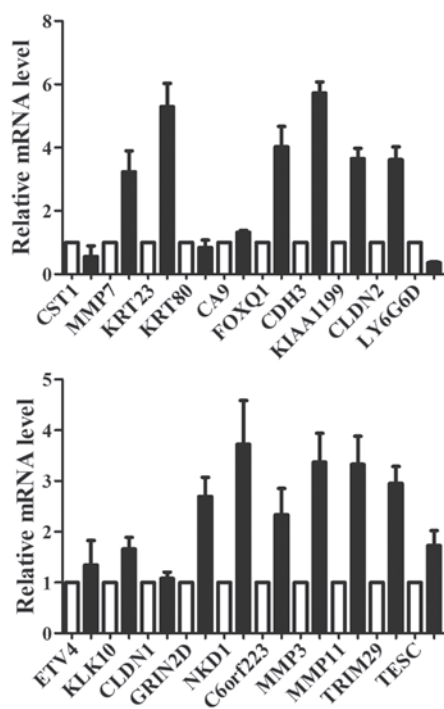 Relative mRNA level
8
6
4
2
0
CST1
MMP7
KRT23
KRT80
CA9
FOXQ1
CDH3
KIAA1199
CLDN2
LY6G6D
Relative mRNA level
5
4
3
2
1
0
ETV4
KLK10
CLDN1
GRIN2D
NKD1
C6orf223
MMP3
MMP11
TRIM29
TESC